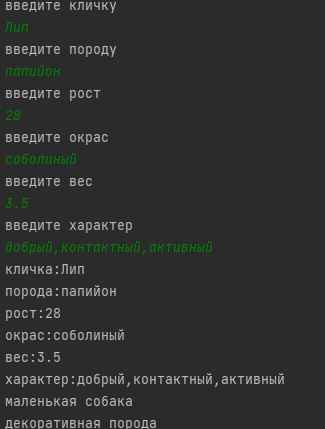 введите кличку
Лип
введите породу
папийон
введите рост
28
введите окрас
соболиный
введите вес
3.5
введите характер
добрый,контактный,активный
кличка:Лип
порода:папийон
рост:28
окрас:соболиный
вес:3.5
характер:добрый,контактный,активный
маленькая собака
декоративная порода